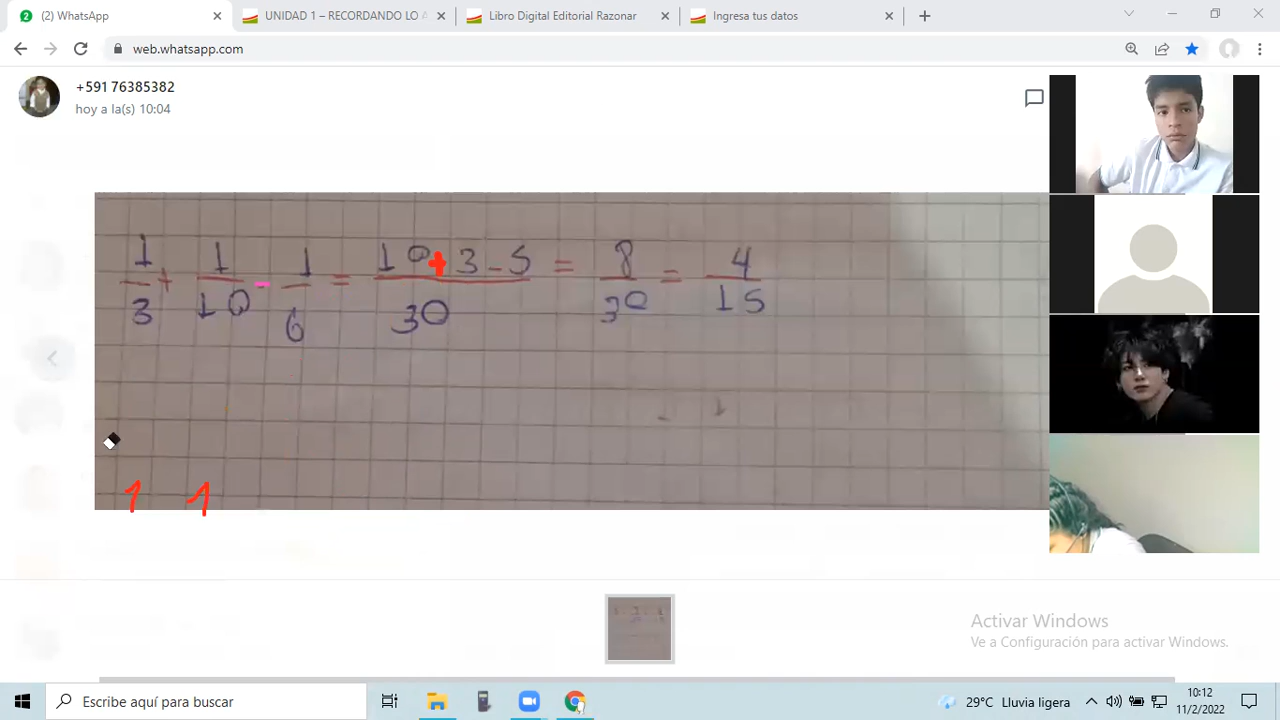 (2) WhatsApp
UNIDAD 1 – RECORDANDO LO A
Libro Digital Editorial Razonar
Ingresa tus datos
web.whatsapp.com
+591 76385382
hoy a la(s) 10:04
1/3 + 1/10 - 1/6 = 10+3-5/30 = 8/30 = 4/15
1 1
Activar Windows
Ve a Configuración para activar Windows.
Escribe aquí para buscar
29°C Lluvia ligera
10:12
11/2/2022